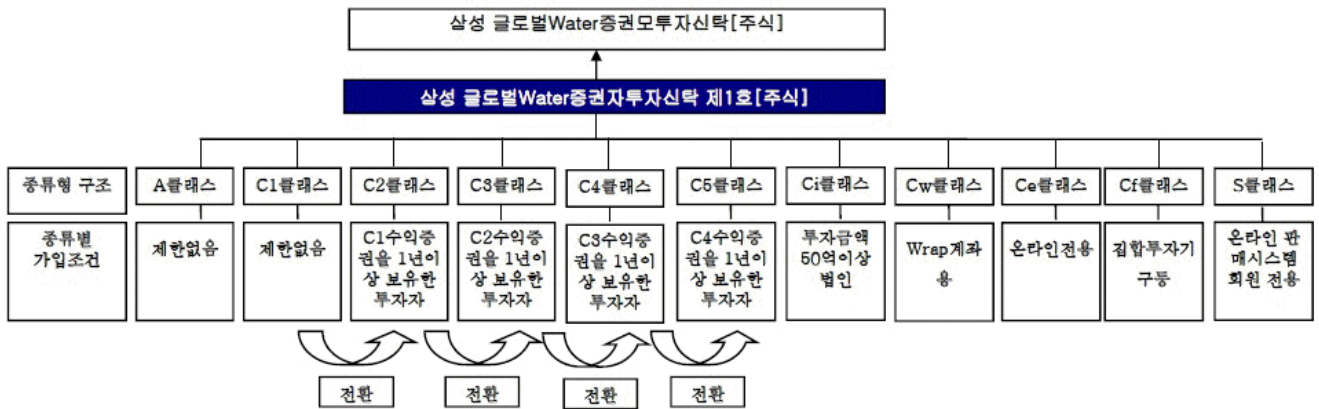 삼성 글로벌Water증권모투자신탁[주식]
삼성 글로벌Water증권자투자신탁 제1호[주식]
종류형 구조
A클래스
C1클래스
C2클래스
C3클래스
C4클래스
C5클래스
Ci클래스
Cw클래스
Ce클래스
Cf클래스
S클래스
종류별
가입조건
제한없음
제한없음
C1수익증
권을 1년이
상 보유한
투자자
C2수익증
권을 1년이
상 보유한
투자자
C3수익증
권을 1년이
상 보유한
투자자
C4수익증
권을 1년이
상 보유한
투자자
투자금액
50억이상
법인
Wrap계좌
용
온라인전용
집합투자기
구등
온라인 판
매시스템
회원 전용
전환
전환
전환
전환